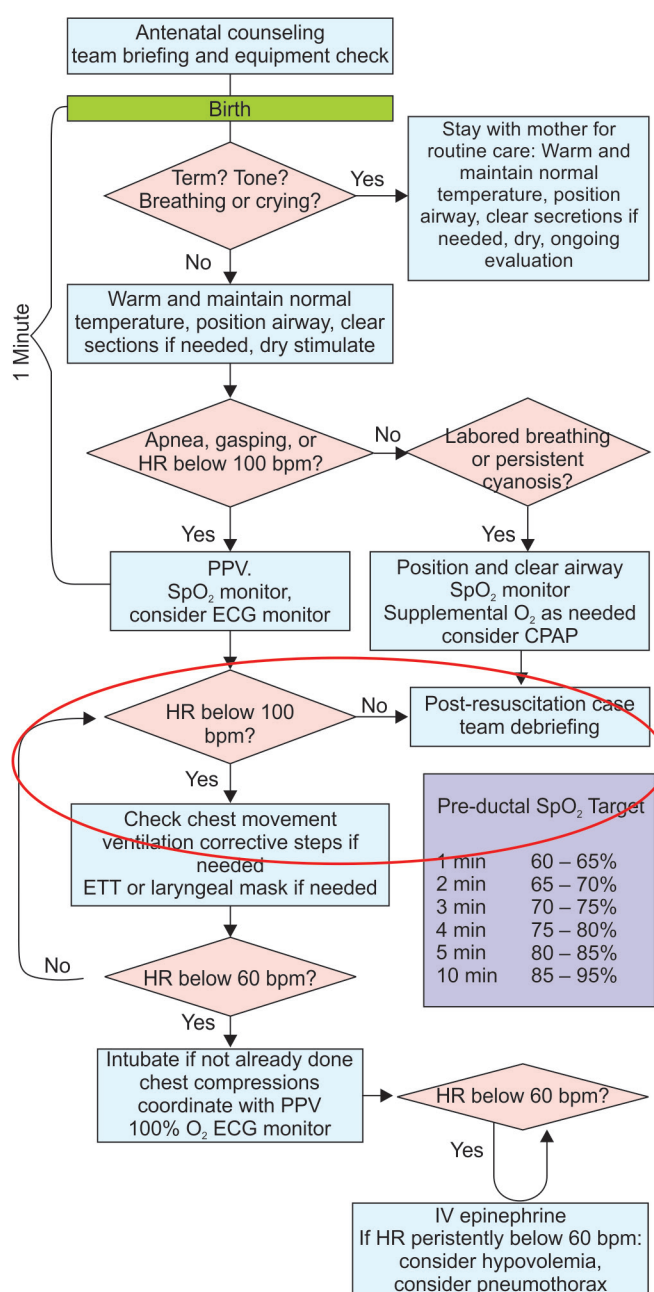 Antenatal counseling
team briefing and equipment check
Birth
Term? Tone?
Breathing or crying?
Yes
Stay with mother for
routine care: Warm and
maintain normal
temperature, position
airway, clear secretions if
needed, dry, ongoing
evaluation
No
1 Minute
Warm and maintain normal
temperature, position airway, clear
sections if needed, dry stimulate
Apnea, gasping, or
HR below 100 bpm?
No
Labored breathing
or persistent
cyanosis?
Yes
Yes
PPV.
SpO₂ monitor,
consider ECG monitor
Position and clear airway
SpO₂ monitor
Supplemental O₂ as needed
consider CPAP
HR below 100
bpm?
No
Post-resuscitation case
team debriefing
Yes
Check chest movement
ventilation corrective steps if
needed
ETT or laryngeal mask if needed
Pre-ductal SpO₂ Target
1 min 60 – 65%
2 min 65 – 70%
3 min 70 – 75%
4 min 75 – 80%
5 min 80 – 85%
10 min 85 – 95%
No
HR below 60 bpm?
Yes
Intubate if not already done
chest compressions
coordinate with PPV
100% O₂ ECG monitor
HR below 60 bpm?
Yes
IV epinephrine
If HR peristently below 60 bpm:
consider hypovolemia,
consider pneumothorax